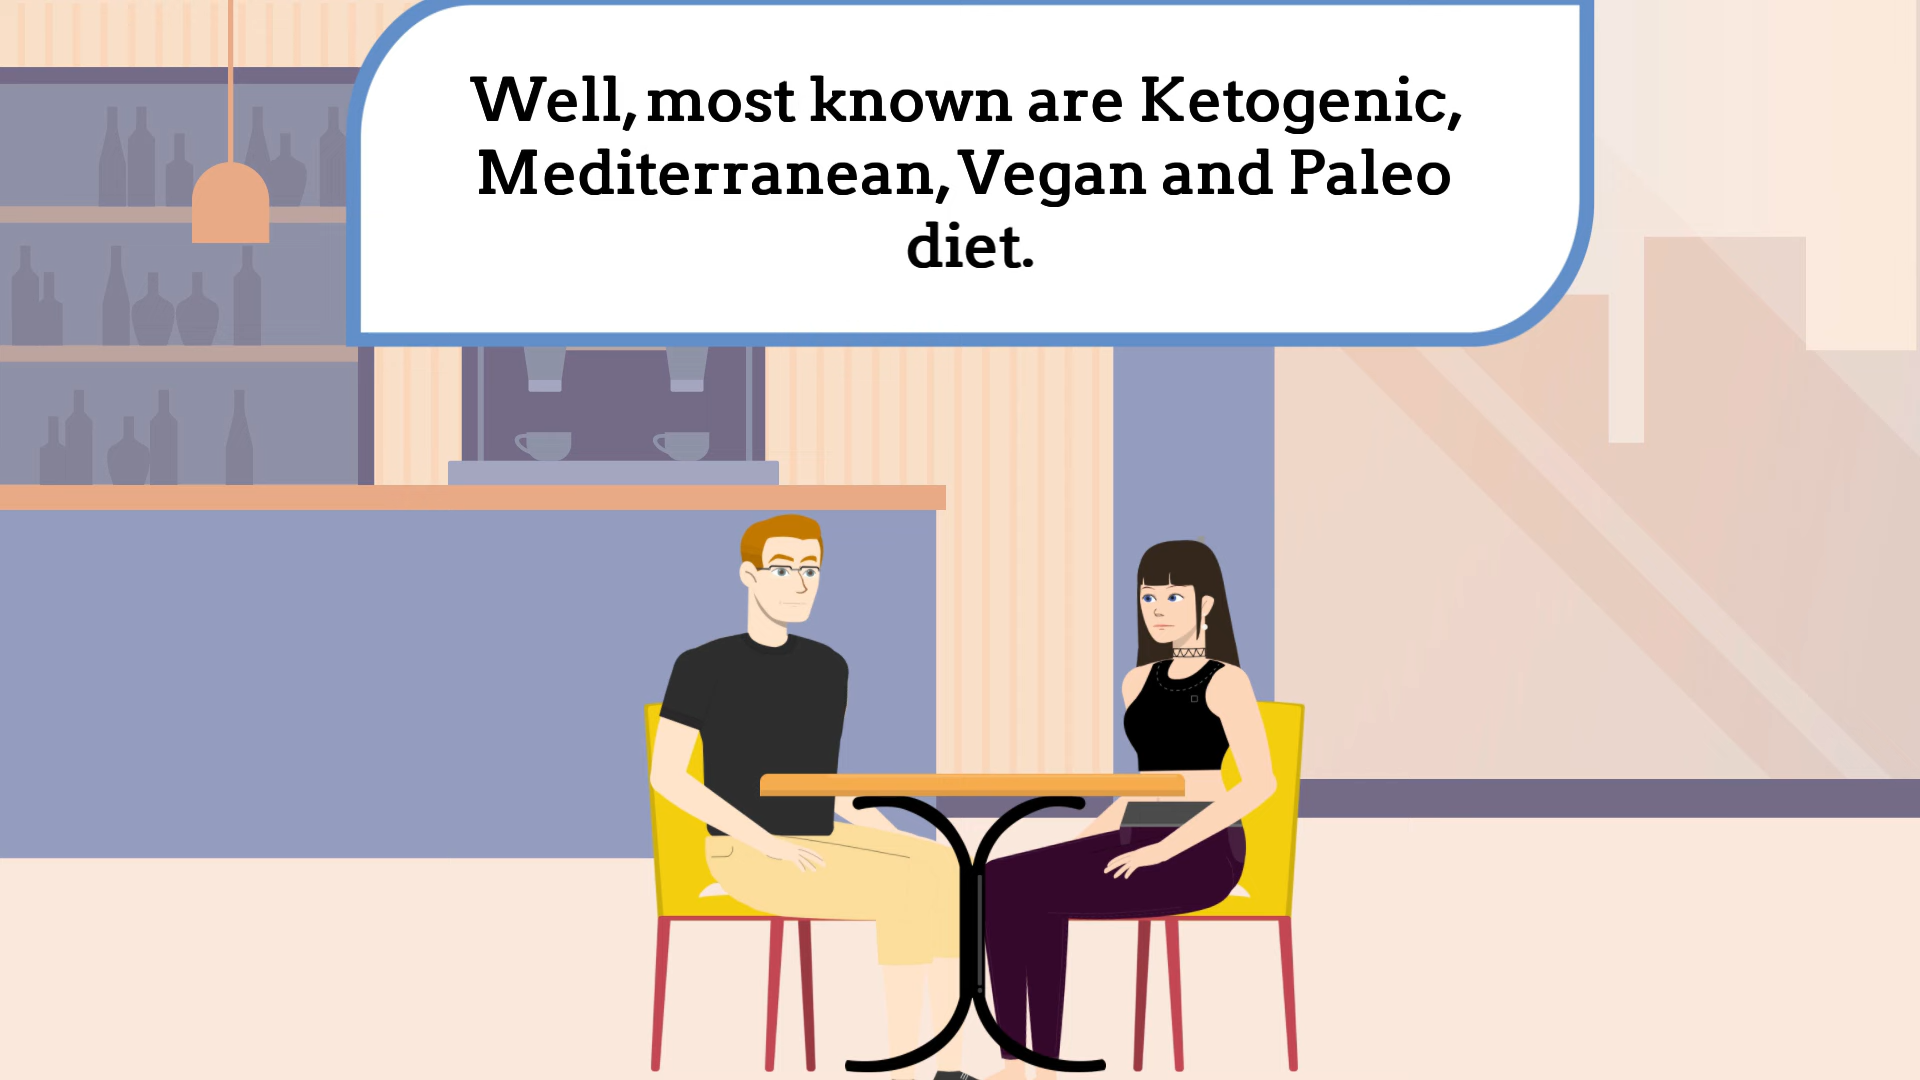 Well, most known are Ketogenic,
Mediterranean, Vegan and Paleo
diet.